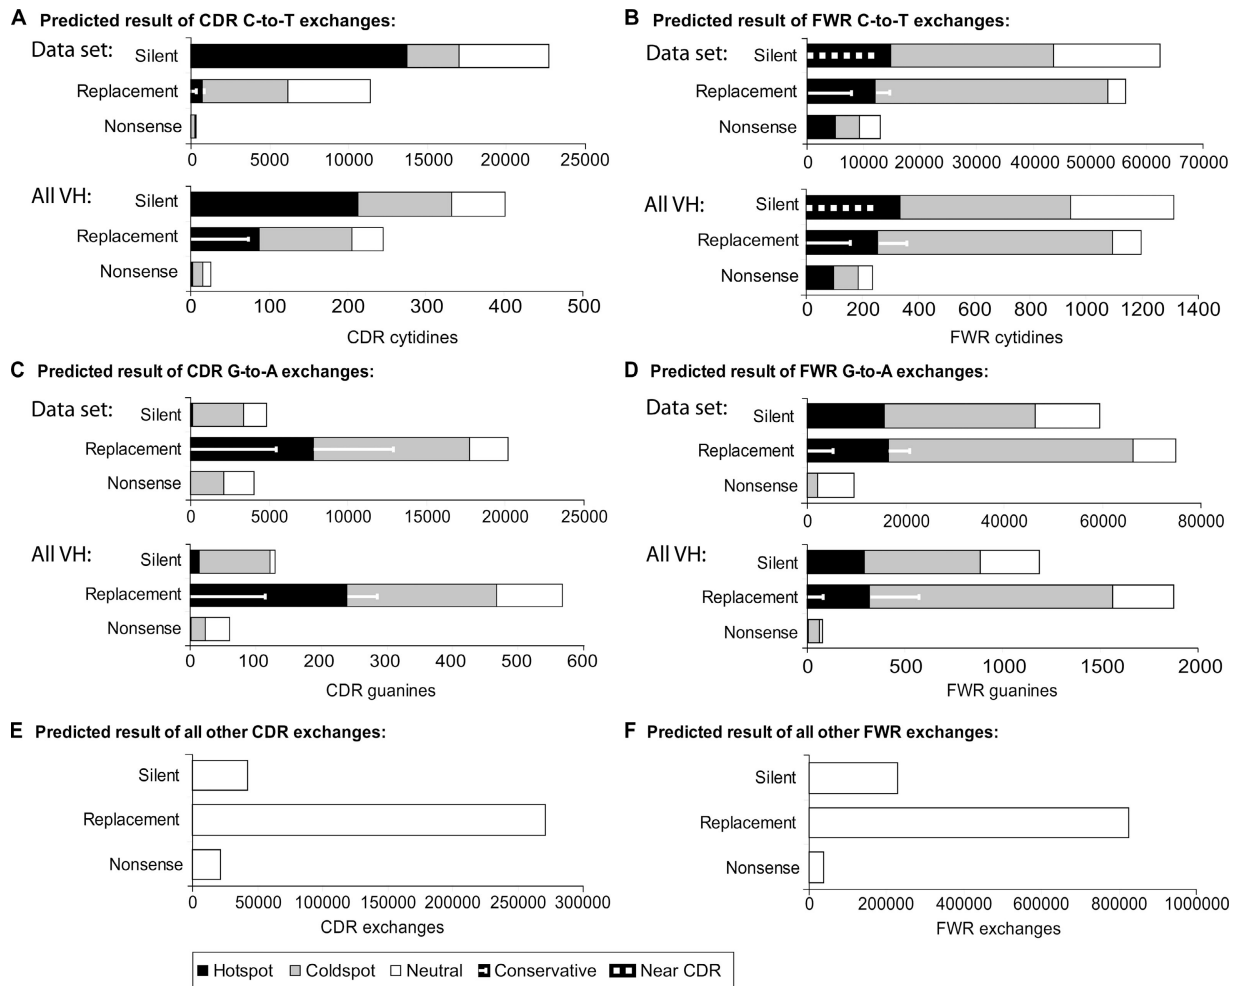 A Predicted result of CDR C-to-T exchanges:
Data set:
Silent
Replacement
Nonsense
0 5000 10000 15000 20000 25000
All VH:
Silent
Replacement
Nonsense
0 100 200 300 400 500
CDR cytidines
B Predicted result of FWR C-to-T exchanges:
Data set:
Silent
Replacement
Nonsense
0 10000 20000 30000 40000 50000 60000 70000
All VH:
Silent
Replacement
Nonsense
0 200 400 600 800 1000 1200 1400
FWR cytidines
C Predicted result of CDR G-to-A exchanges:
Data set:
Silent
Replacement
Nonsense
0 5000 10000 15000 20000 25000
All VH:
Silent
Replacement
Nonsense
0 100 200 300 400 500 600
CDR guanines
D Predicted result of FWR G-to-A exchanges:
Data set:
Silent
Replacement
Nonsense
0 20000 40000 60000 80000
All VH:
Silent
Replacement
Nonsense
0 500 1000 1500 2000
FWR guanines
E Predicted result of all other CDR exchanges:
Silent
Replacement
Nonsense
0 50000 100000 150000 200000 250000 300000
CDR exchanges
F Predicted result of all other FWR exchanges:
Silent
Replacement
Nonsense
0 200000 400000 600000 800000 1000000
FWR exchanges
Hotspot Coldspot Neutral Conservative Near CDR